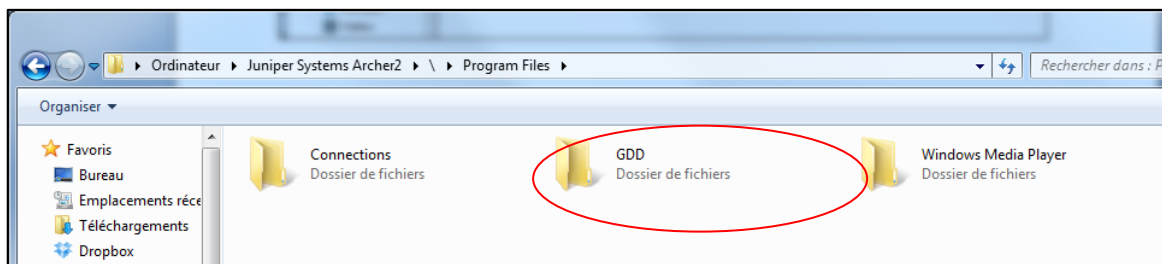 Ordinateur ▸ Juniper Systems Archer2 ▸ \ ▸ Program Files ▸
Rechercher dans : P
Organiser
Favoris
Bureau
Emplacements réce
Téléchargements
Dropbox
Connections
Dossier de fichiers
GDD
Dossier de fichiers
Windows Media Player
Dossier de fichiers